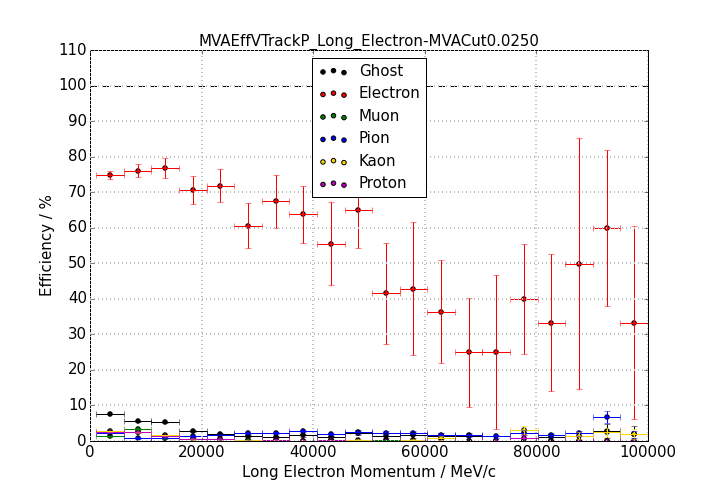 MVAEffVTrackP_Long_Electron-MVACut0.0250
110
100
90
80
70
60
50
40
30
20
10
0
Efficiency / %
Ghost
Electron
Muon
Pion
Kaon
Proton
0 20000 40000 60000 80000 100000
Long Electron Momentum / MeV/c